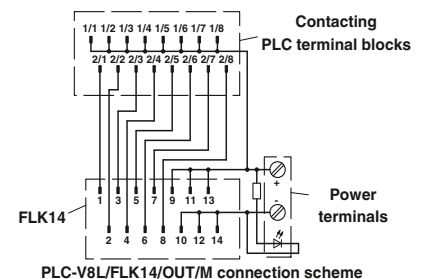 1/1 1/2 1/3 1/4 1/5 1/6 1/7 1/8
Contacting
PLC terminal blocks
2/1 2/2 2/3 2/4 2/5 2/6 2/7 2/8
1 3 5 7 9 11 13
+
FLK14
Power
terminals
-
2 4 6 8 10 12 14
PLC-V8L/FLK14/OUT/M connection scheme